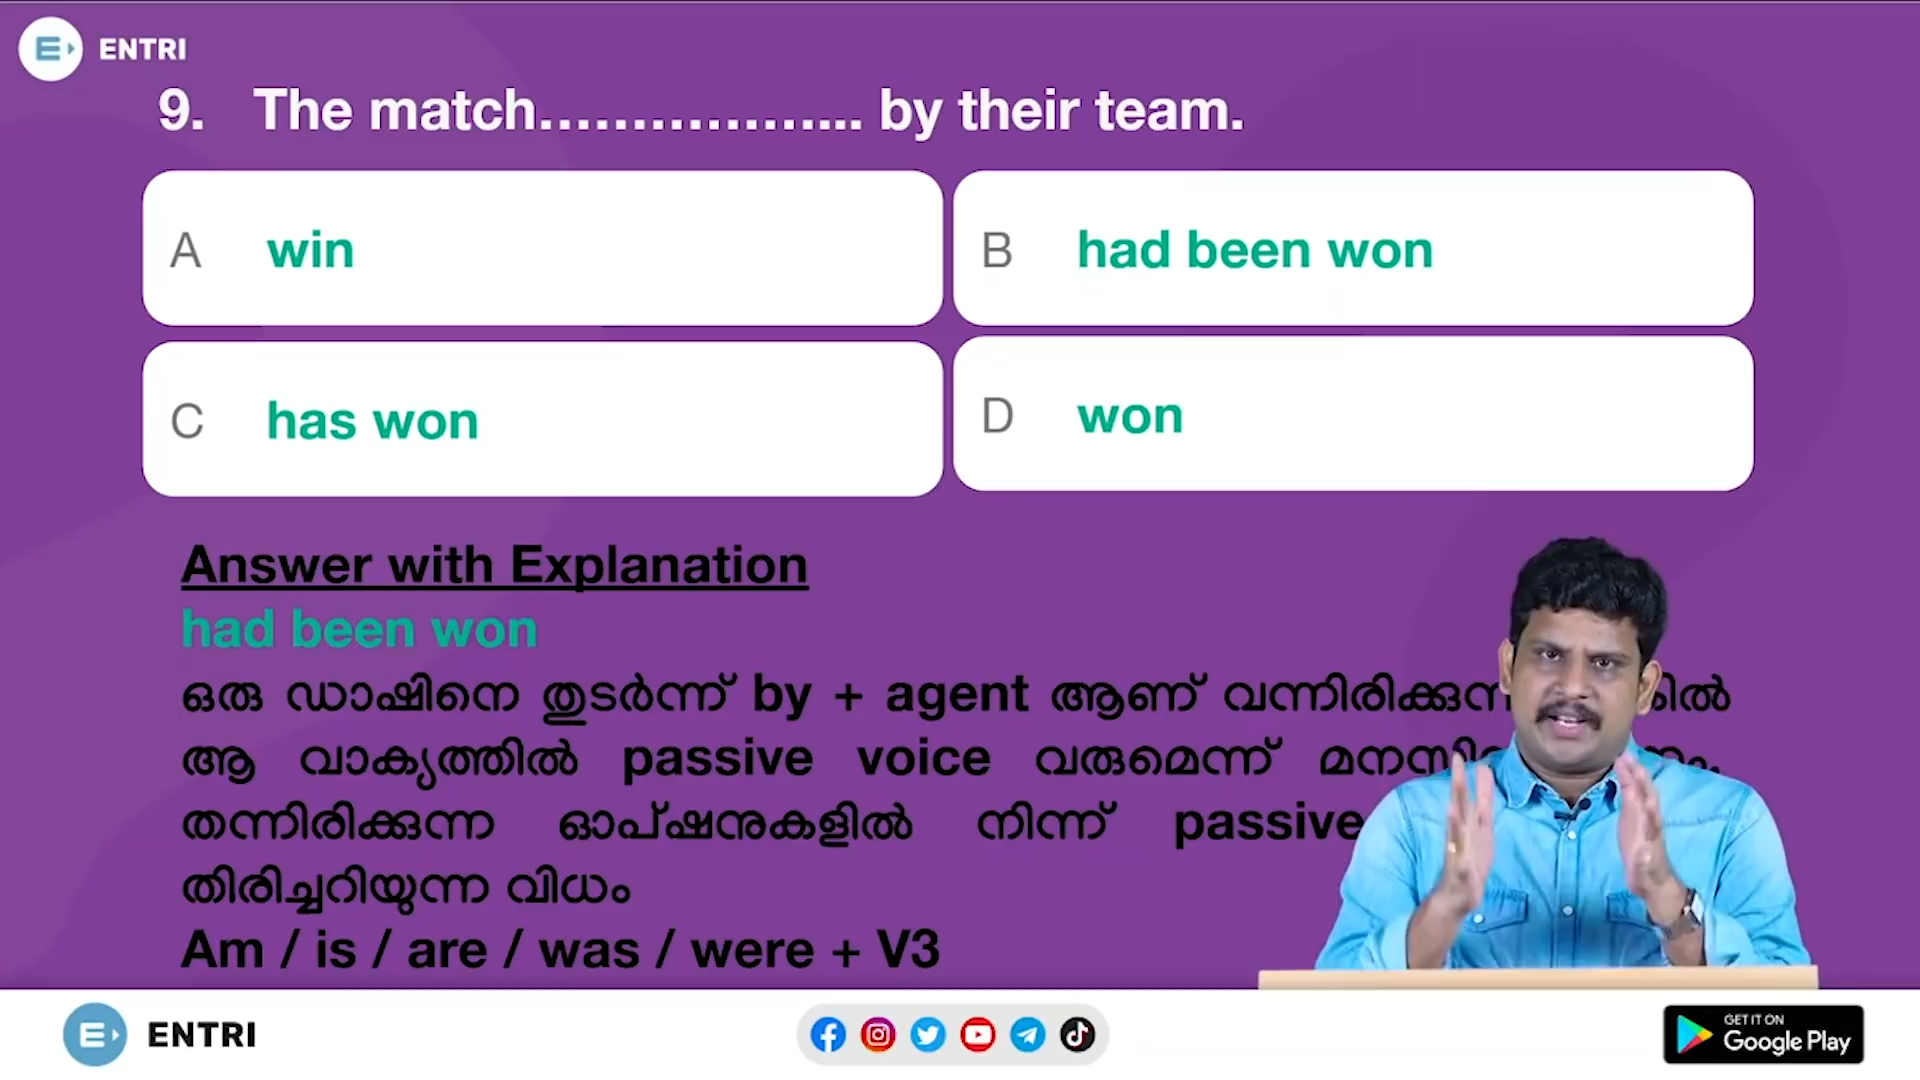 ENTRI
9. The match.................... by their team.
A win
B had been won
C has won
D won
Answer with Explanation
had been won
ഒരു ഡാഷിനെ തുടർന്ന് by + agent ആണ് വന്നിരിക്കുന്ന
ആ വാക്യത്തിൽ passive voice വരുമെന്ന്
തന്നിരിക്കുന്ന ഓപ്ഷനുകളിൽ നിന്ന് passive
തിരിച്ചറിയുന്ന വിധം
Am / is / are / was / were + V3
ENTRI
GET IT ON
Google Play